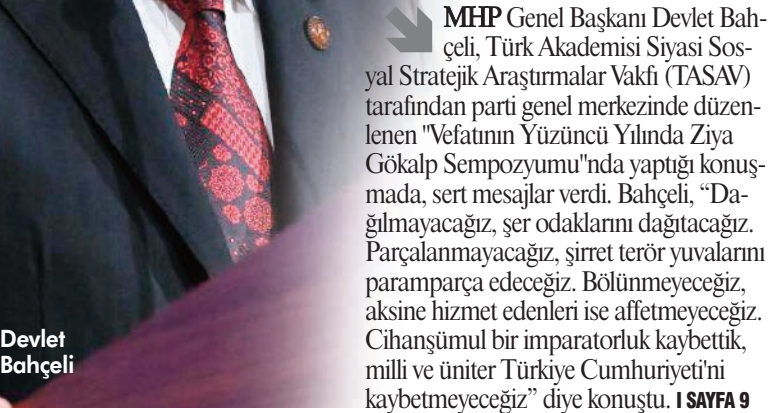 MHP Genel Başkanı Devlet Bah-
çeli, Türk Akademisi Siyasi Sos-
yal Stratejik Araştırmalar Vakfı (TASAV)
tarafından parti genel merkezinde düzen-
lenen "Vefatının Yüzüncü Yılında Ziya
Gökalp Sempozyumu"nda yaptığı konuş-
mada, sert mesajlar verdi. Bahçeli, “Da-
ğılmayacağız, şer odaklarını dağıtacağız.
Parçalanmayacağız, şirret terör yuvalarını
paramparça edeceğiz. Bölünmeyeceğiz,
aksine hizmet edenleri ise affetmeyeceğiz.
Cihanşümul bir imparatorluk kaybettik,
milli ve üniter Türkiye Cumhuriyeti'ni
kaybetmeyeceğiz” diye konuştu. I SAYFA 9
Devlet
Bahçeli